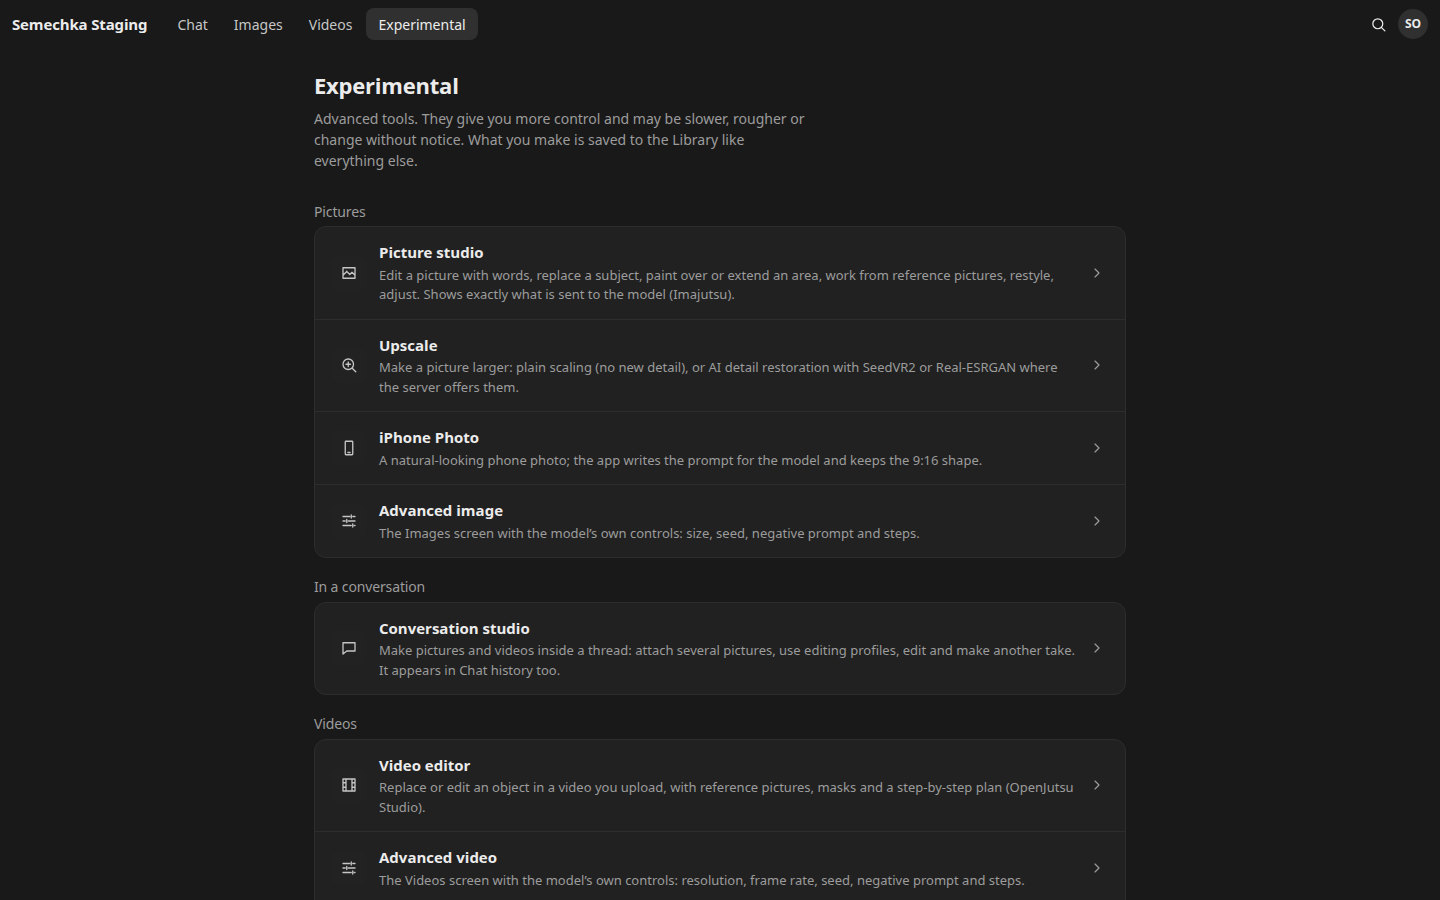 Semechka Staging
Chat
Images
Videos
Experimental
SO
Experimental
Advanced tools. They give you more control and may be slower, rougher or
change without notice. What you make is saved to the Library like
everything else.
Pictures
Picture studio
Edit a picture with words, replace a subject, paint over or extend an area, work from reference pictures, restyle,
adjust. Shows exactly what is sent to the model (Imajutsu).
Upscale
Make a picture larger: plain scaling (no new detail), or AI detail restoration with SeedVR2 or Real-ESRGAN where
the server offers them.
iPhone Photo
A natural-looking phone photo; the app writes the prompt for the model and keeps the 9:16 shape.
Advanced image
The Images screen with the model’s own controls: size, seed, negative prompt and steps.
In a conversation
Conversation studio
Make pictures and videos inside a thread: attach several pictures, use editing profiles, edit and make another take.
It appears in Chat history too.
Videos
Video editor
Replace or edit an object in a video you upload, with reference pictures, masks and a step-by-step plan (OpenJutsu
Studio).
Advanced video
The Videos screen with the model’s own controls: resolution, frame rate, seed, negative prompt and steps.